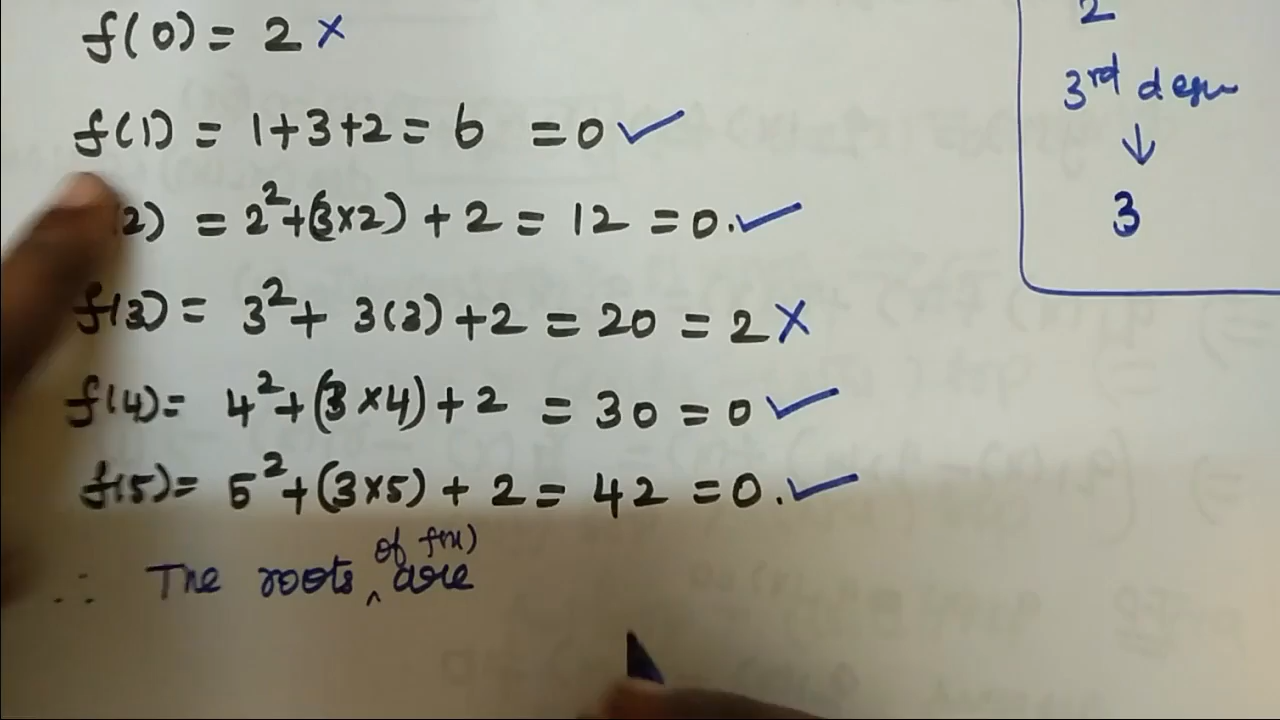 f(0) = 2 ×
f(1) = 1+3+2 = 6 = 0 ✓
(2) = 2²+(3×2) + 2 = 12 = 0. ✓
f(3) = 3² + 3(3) + 2 = 20 = 2 ×
f(4) = 4²+(3×4) + 2 = 30 = 0 ✓
f(5) = 5²+(3×5) + 2 = 42 = 0. ✓
∴ The roots ‸ of f(x) are
2
3rd
↓
3